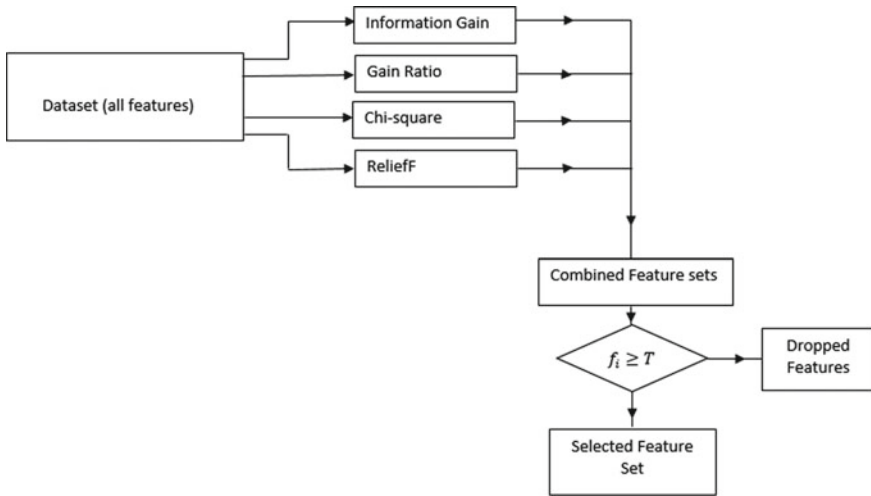 Information Gain
Gain Ratio
Dataset (all features)
Chi-square
ReliefF
Combined Feature sets
fᵢ ≥ T
Dropped
Features
Selected Feature
Set